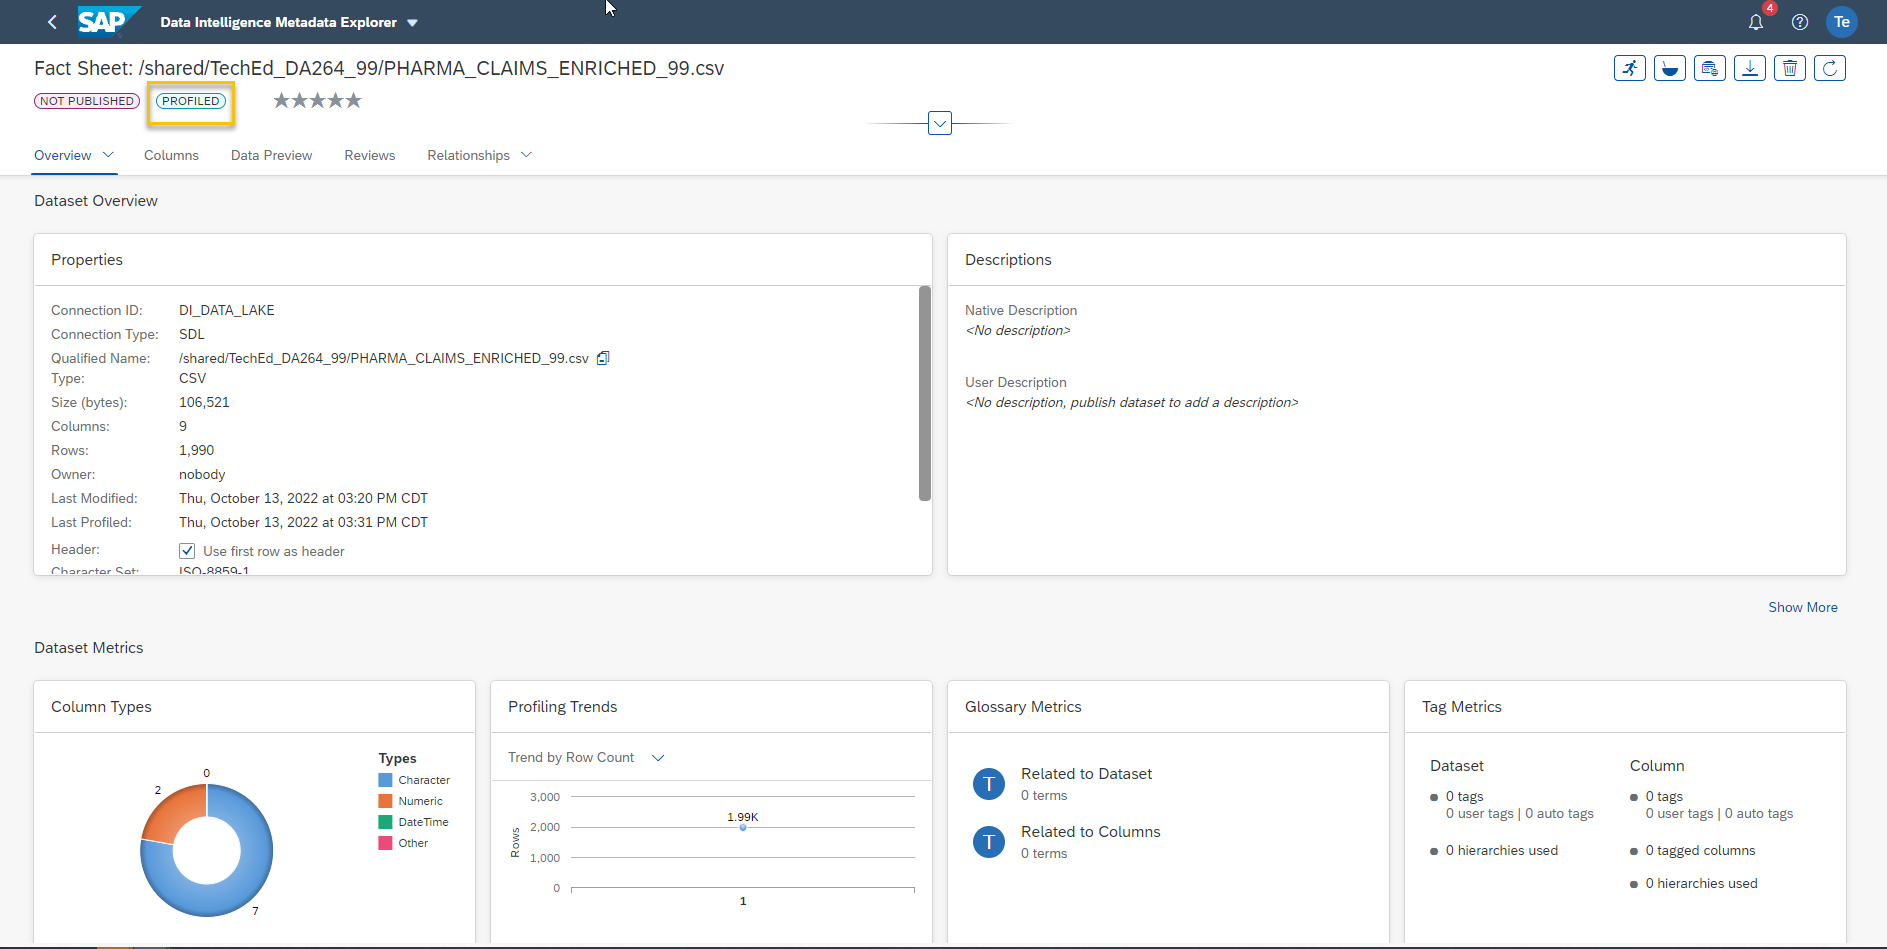 SAP Data Intelligence Metadata Explorer
4
Te
Fact Sheet: /shared/TechEd_DA264_99/PHARMA_CLAIMS_ENRICHED_99.csv
NOT PUBLISHED PROFILED
Overview Columns Data Preview Reviews Relationships
Dataset Overview
Properties
Connection ID: DI_DATA_LAKE
Connection Type: SDL
Qualified Name: /shared/TechEd_DA264_99/PHARMA_CLAIMS_ENRICHED_99.csv
Type: CSV
Size (bytes): 106,521
Columns: 9
Rows: 1,990
Owner: nobody
Last Modified: Thu, October 13, 2022 at 03:20 PM CDT
Last Profiled: Thu, October 13, 2022 at 03:31 PM CDT
Header: Use first row as header
Character Set: ISO-8859-1
Descriptions
Native Description
<No description>
User Description
<No description, publish dataset to add a description>
Show More
Dataset Metrics
Column Types
0
2
7
Types
Character
Numeric
DateTime
Other
Profiling Trends
Trend by Row Count
Rows
3,000
2,000
1,000
0
1.99K
1
Glossary Metrics
T
Related to Dataset
0 terms
T
Related to Columns
0 terms
Tag Metrics
Dataset
0 tags
0 user tags | 0 auto tags
0 hierarchies used
Column
0 tags
0 user tags | 0 auto tags
0 tagged columns
0 hierarchies used